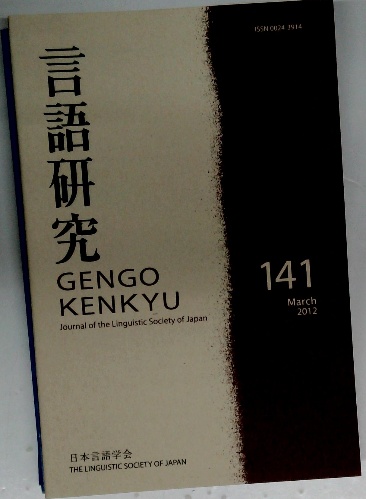 ISSN 0024-3914
言語研究
GENGO
KENKYU
Journal of the Linguistic Society of Japan
141
March
2012
日本言語学会
THE LINGUISTIC SOCIETY OF JAPAN